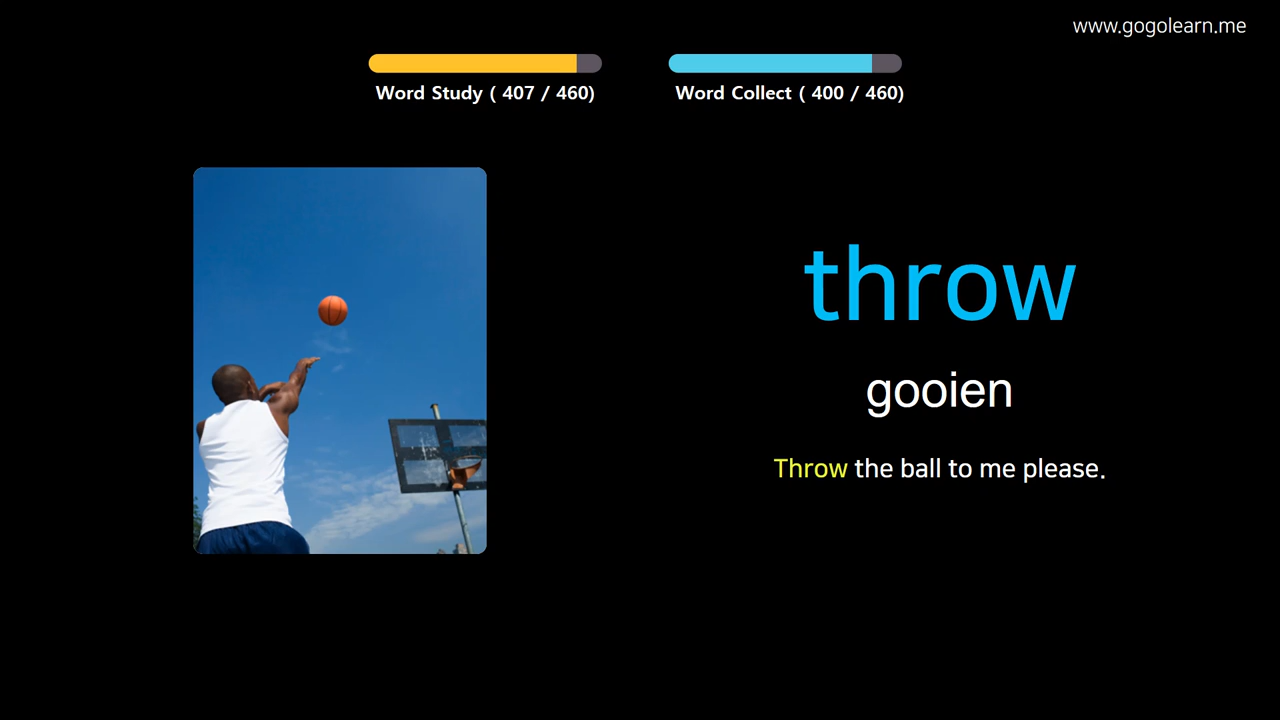 www.gogolearn.me
Word Study ( 407 / 460)
Word Collect ( 400 / 460)
throw
gooien
Throw the ball to me please.